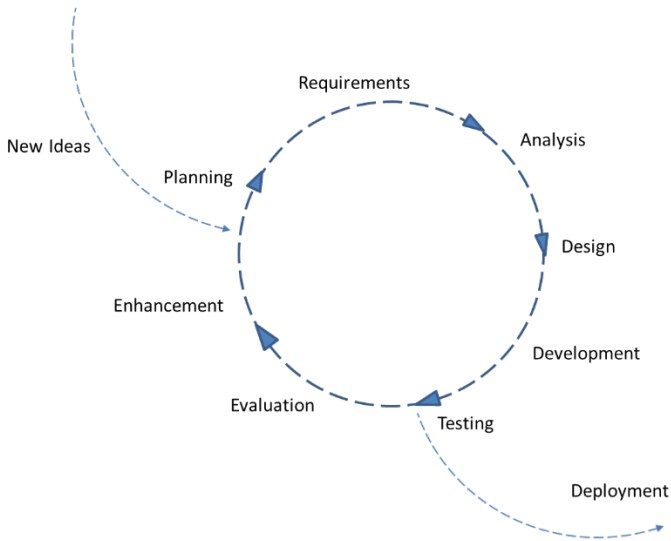 Requirements
Analysis
New Ideas
Planning
Design
Enhancement
Development
Evaluation
Testing
Deployment